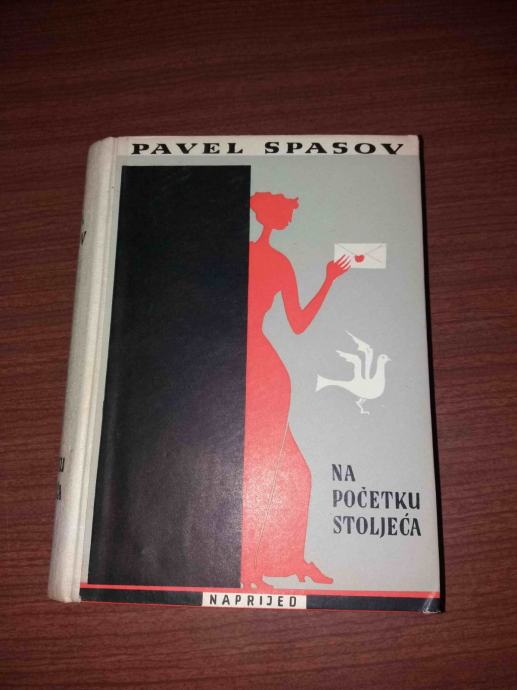 PAVEL SPASOV
NA
POČETKU
STOLJEĆA
NAPRIJED